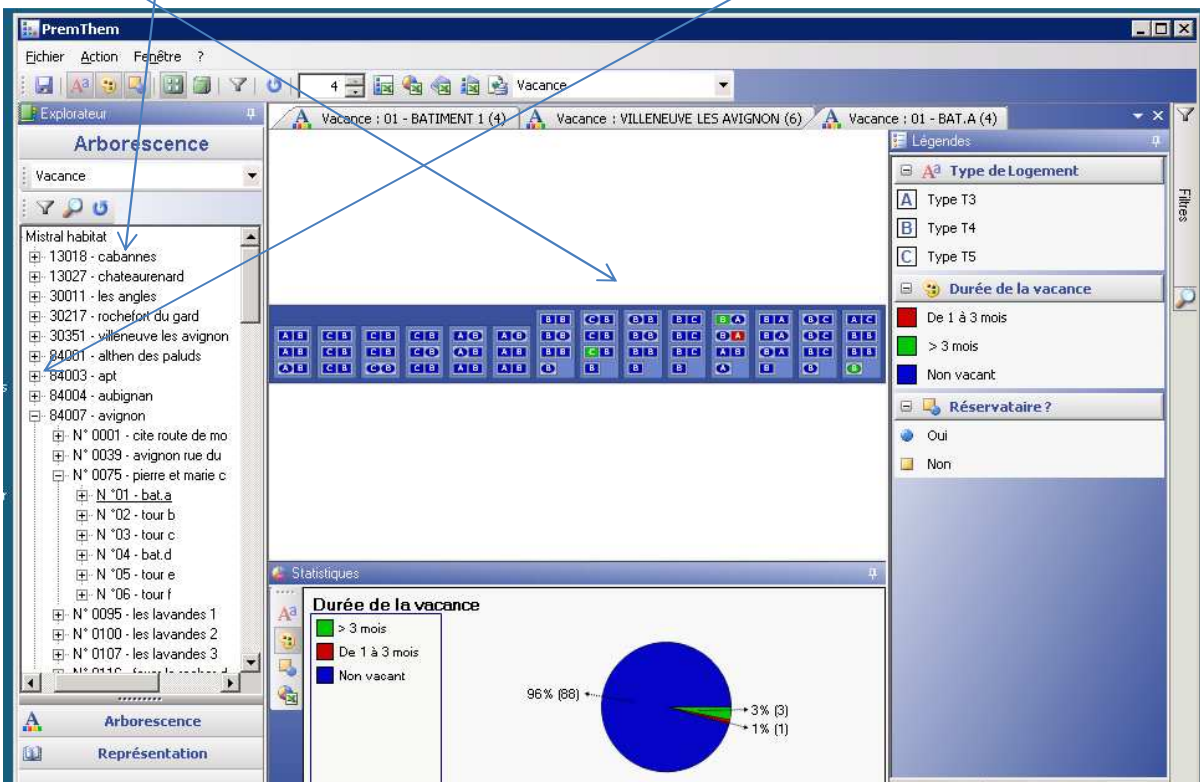 PremThem
Fichier Action Fenêtre ?
4 Vacance
Explorateur
Arborescence
Vacance
Mistral habitat
13018 - cabannes
13027 - chateaurenard
30011 - les angles
30217 - rochefort du gard
30351 - villeneuve les avignon
84001 - althen des paluds
84003 - apt
84004 - aubignan
84007 - avignon
N° 0001 - cite route de mo
N° 0039 - avignon rue du
N° 0075 - pierre et marie c
N °01 - bat.a
N °02 - tour b
N °03 - tour c
N °04 - bat.d
N °05 - tour e
N °06 - tour f
N° 0095 - les lavandes 1
N° 0100 - les lavandes 2
N° 0107 - les lavandes 3
Arborescence
Représentation
Vacance : 01 - BATIMENT 1 (4) Vacance : VILLENEUVE LES AVIGNON (6) Vacance : 01 - BAT.A (4)
Légendes
Type de Logement
A Type T3
B Type T4
C Type T5
Durée de la vacance
De 1 à 3 mois
> 3 mois
Non vacant
Réservataire ?
Oui
Non
Filtres
Statistiques
Durée de la vacance
> 3 mois
De 1 à 3 mois
Non vacant
96% (88)
3% (3)
1% (1)